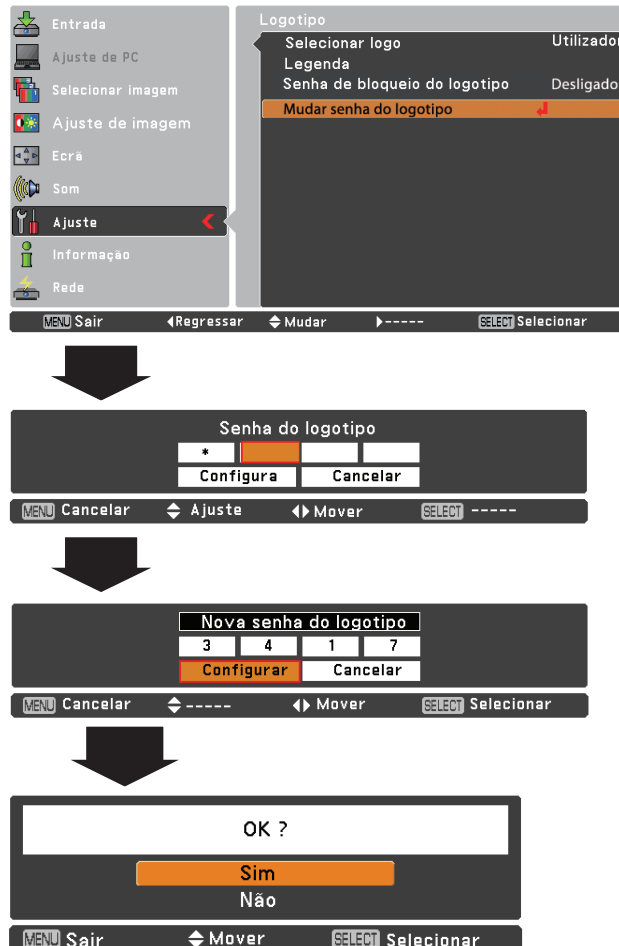 Entrada
Ajuste de PC
Selecionar imagem
Ajuste de imagem
Ecrä
Som
Ajuste
Informação
Rede
Logotipo
Selecionar logo Utilizador
Legenda
Senha de bloqueio do logotipo Desligado
Mudar senha do logotipo
MENU Sair Regressar Mudar ----- SELECT Selecionar
Senha do logotipo
*
Configura Cancelar
MENU Cancelar Ajuste Mover SELECT -----
Nova senha do logotipo
3 4 1 7
Configurar Cancelar
MENU Cancelar ----- Mover SELECT Selecionar
OK ?
Sim
Não
MENU Sair Mover SELECT Selecionar